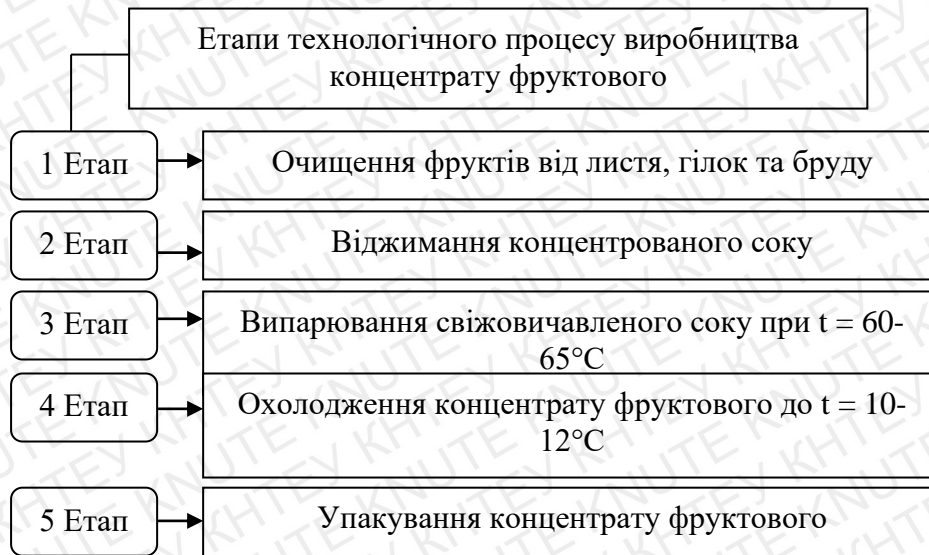 Етапи технологічного процесу виробництва
концентрату фруктового
1 Етап
Очищення фруктів від листя, гілок та бруду
2 Етап
Віджимання концентрованого соку
3 Етап
Випарювання свіжовичавленого соку при t = 60-
65°C
4 Етап
Охолодження концентрату фруктового до t = 10-
12°C
5 Етап
Упакування концентрату фруктового